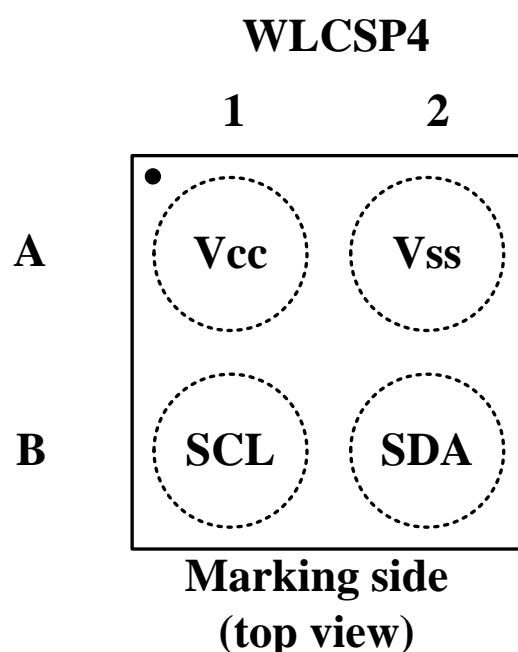 WLCSP4
1 2
A Vcc Vss
B SCL SDA
Marking side
(top view)